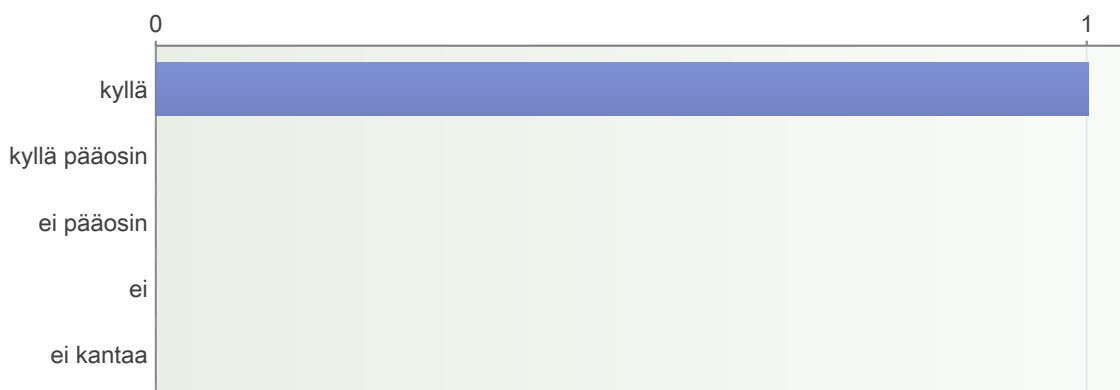 0 1
kyllä
kyllä pääosin
ei pääosin
ei
ei kantaa